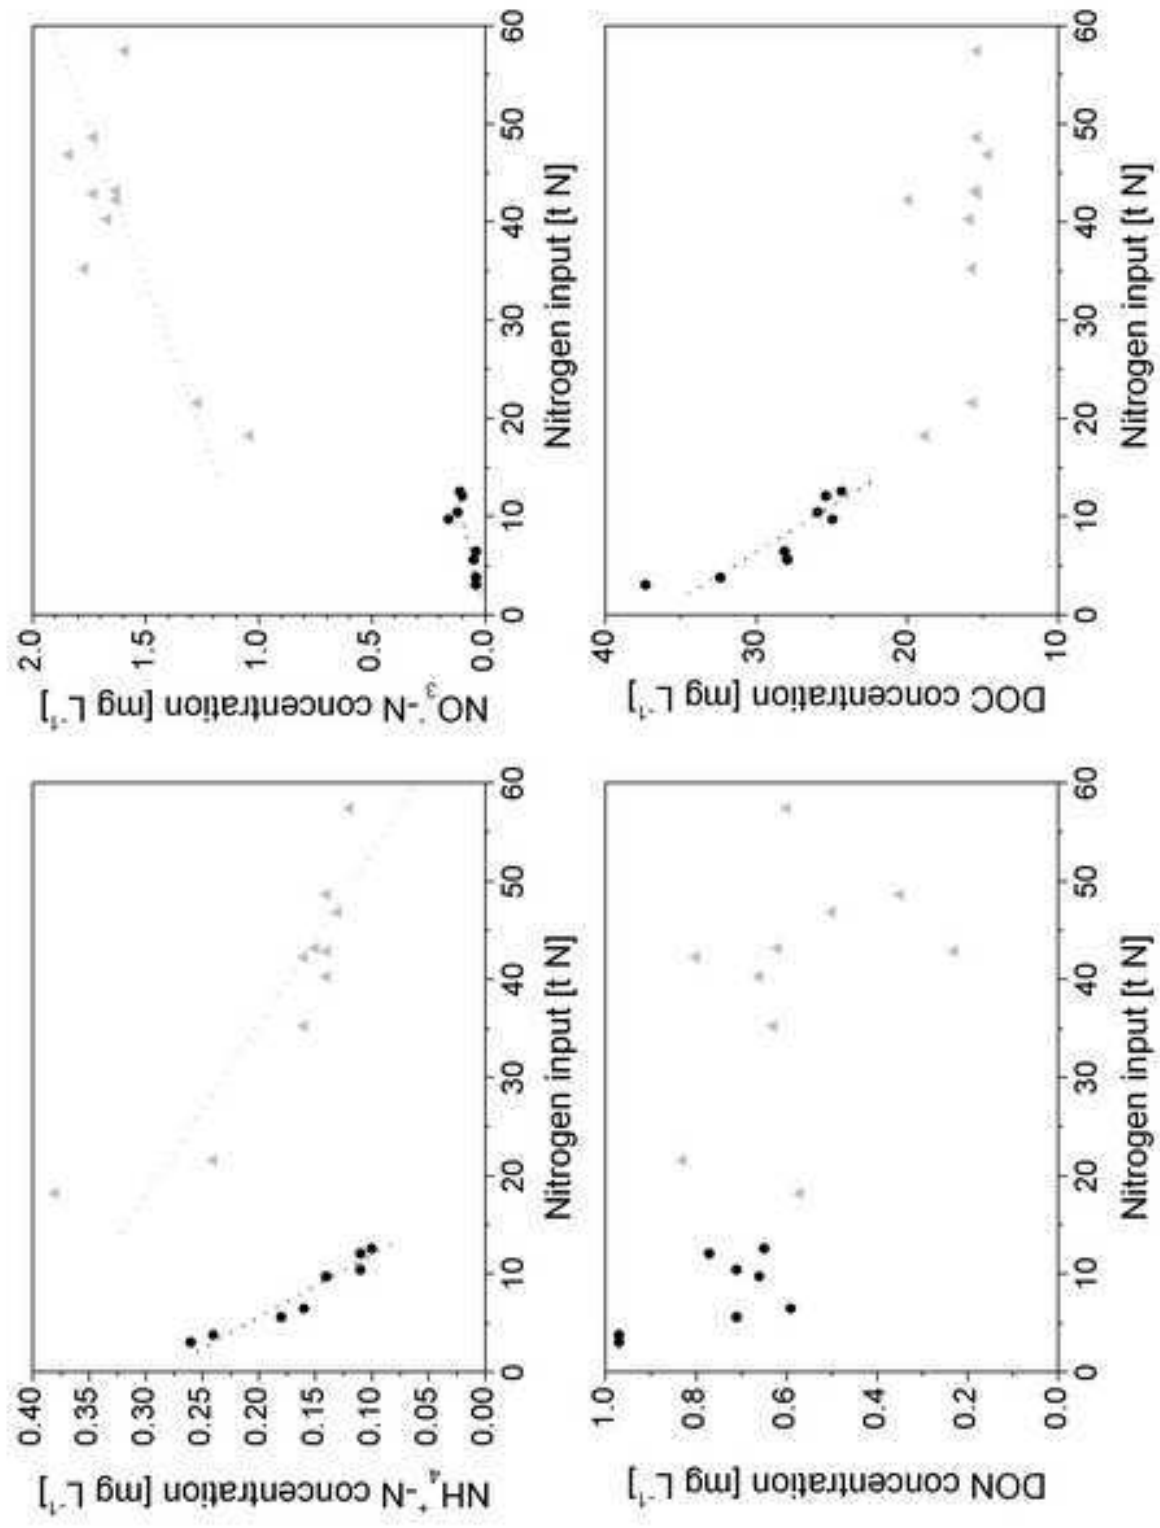 NH₄⁺-N concentration [mg L⁻¹]
0.40
0.35
0.30
0.25
0.20
0.15
0.10
0.05
0.00
0 10 20 30 40 50 60
Nitrogen input [t N]
NO₃⁻-N concentration [mg L⁻¹]
2.0
1.5
1.0
0.5
0.0
0 10 20 30 40 50 60
Nitrogen input [t N]
DON concentration [mg L⁻¹]
1.0
0.8
0.6
0.4
0.2
0.0
0 10 20 30 40 50 60
Nitrogen input [t N]
DOC concentration [mg L⁻¹]
40
30
20
10
0 10 20 30 40 50 60
Nitrogen input [t N]